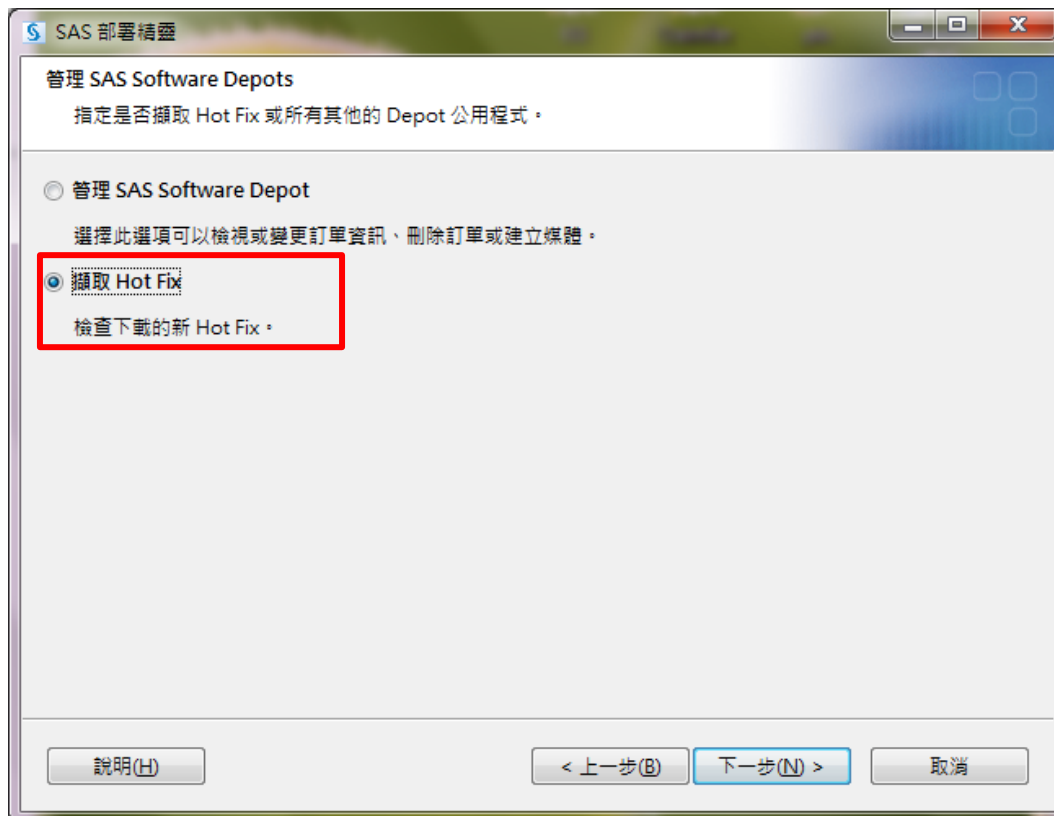 SAS 部署精靈
管理 SAS Software Depots
指定是否擷取 Hot Fix 或所有其他的 Depot 公用程式。
管理 SAS Software Depot
選擇此選項可以檢視或變更訂單資訊、刪除訂單或建立媒體。
擷取 Hot Fix
檢查下載的新 Hot Fix。
說明(H)
< 上一步(B)
下一步(N) >
取消